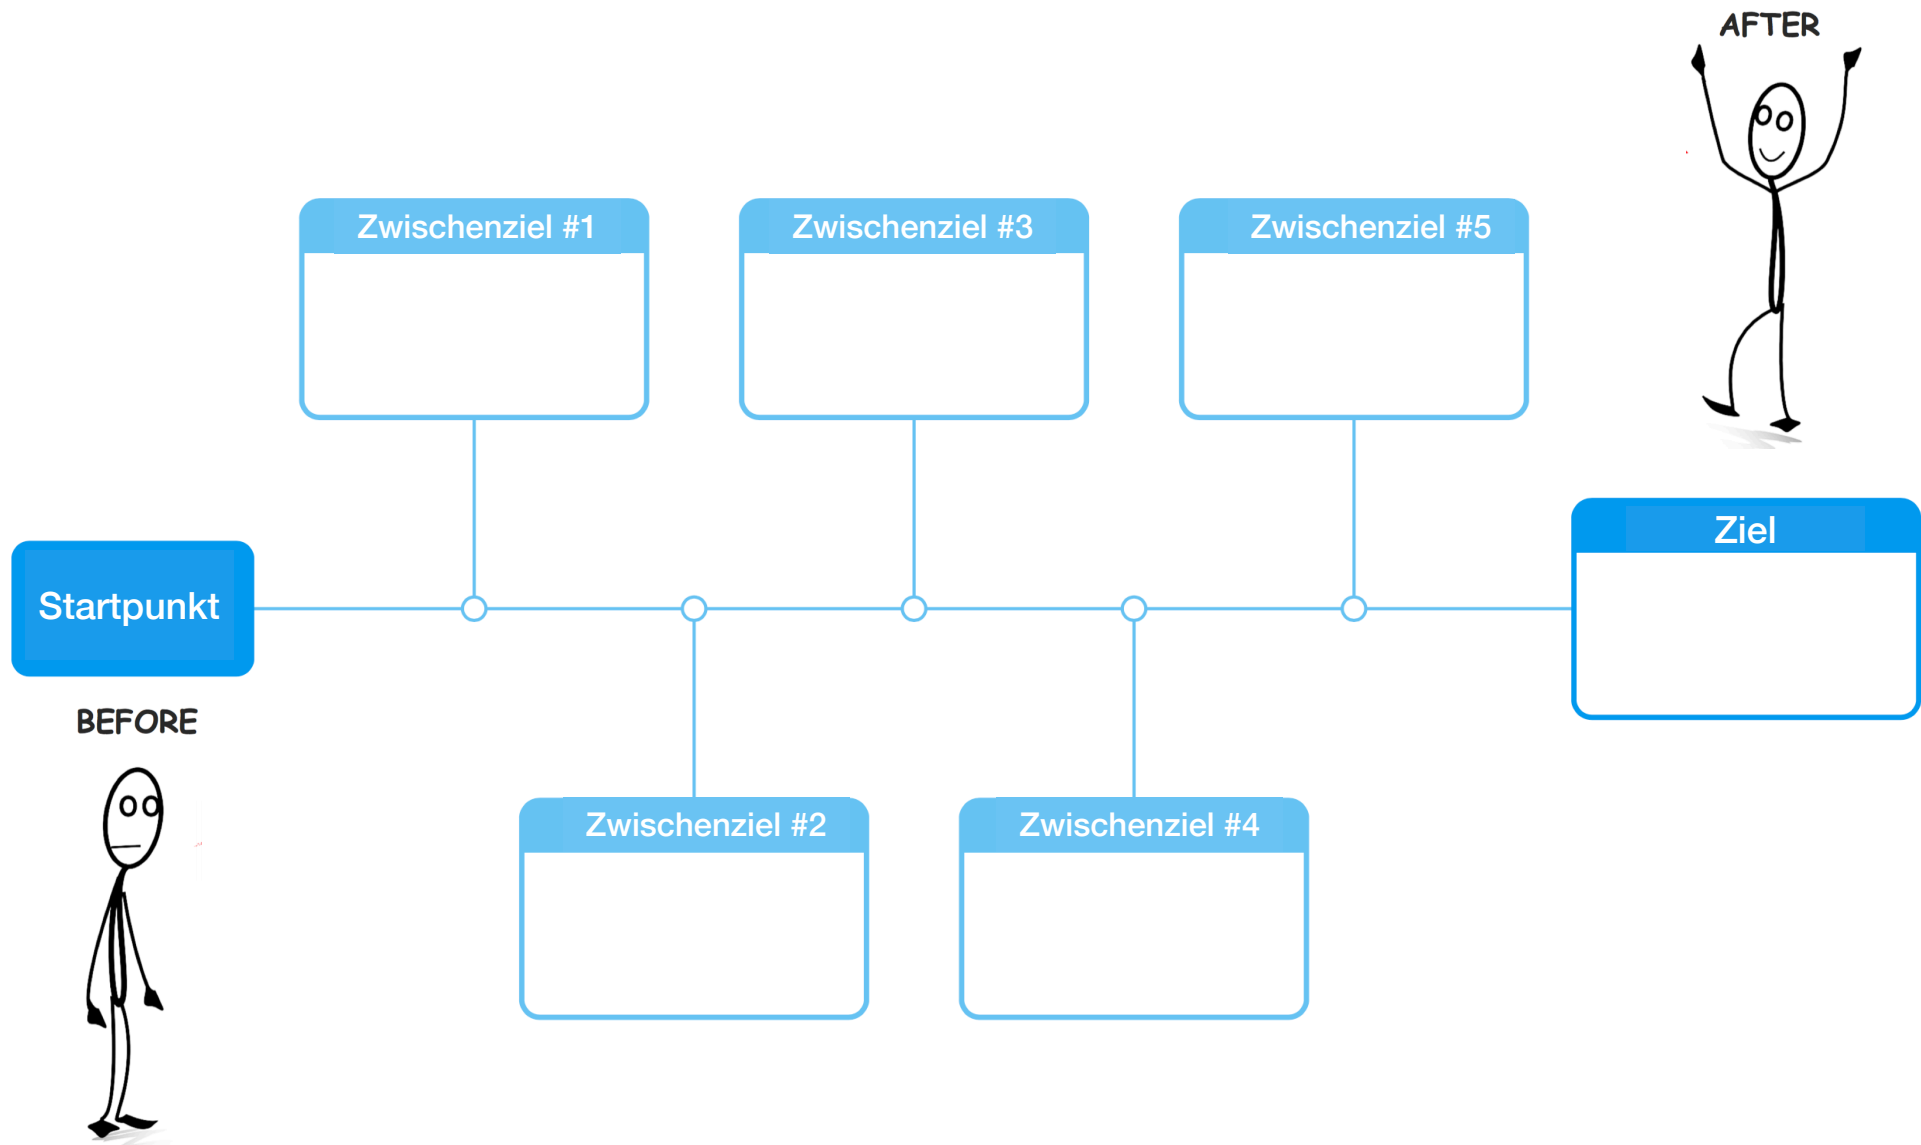 AFTER
Zwischenziel #1
Zwischenziel #3
Zwischenziel #5
Ziel
Startpunkt
BEFORE
Zwischenziel #2
Zwischenziel #4